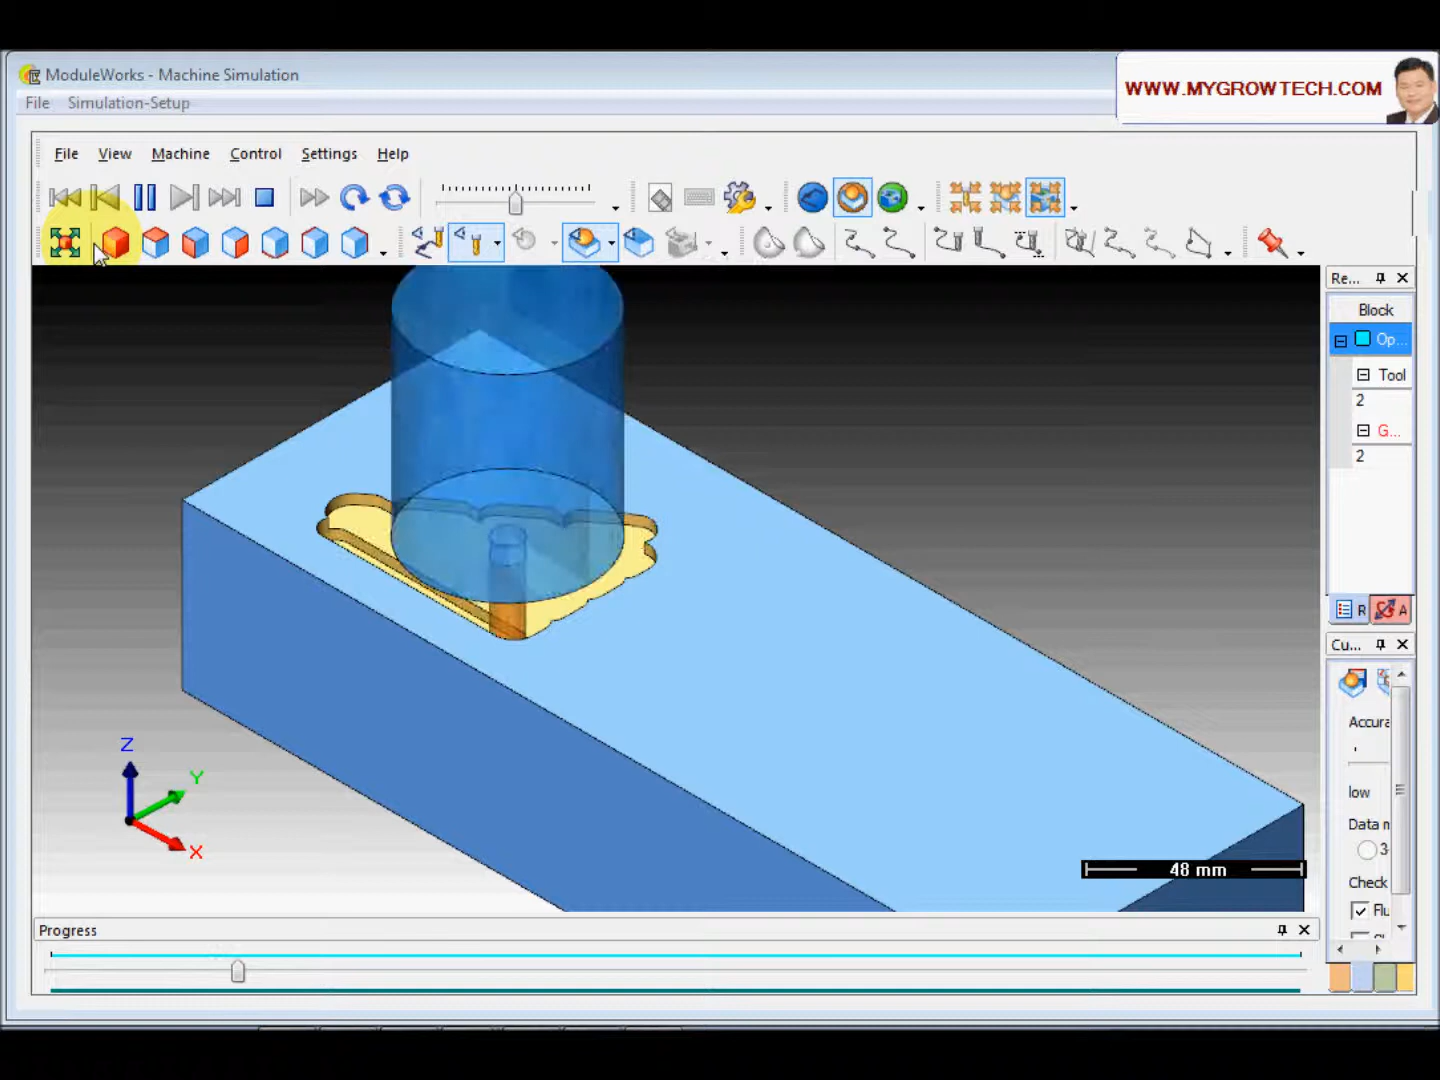 ModuleWorks - Machine Simulation
WWW.MYGROWTECH.COM
File Simulation-Setup
File View Machine Control Settings Help
Re...
Block
Op...
Tool
2
G...
2
R A
Cu...
Accura
low
Data m
3
Check
Flu
Z
Y
X
48 mm
Progress